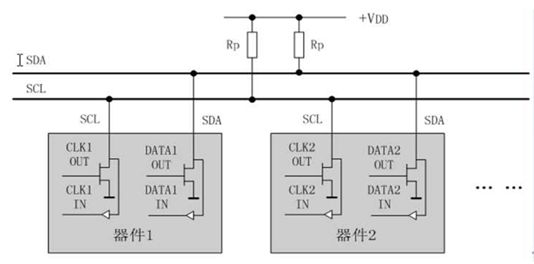 +VDD
Rp Rp
SDA
SCL
SCL SDA SCL SDA
CLK1 OUT DATA1 OUT CLK2 OUT DATA2 OUT
CLK1 IN DATA1 IN CLK2 IN DATA2 IN
... ...
器件1 器件2